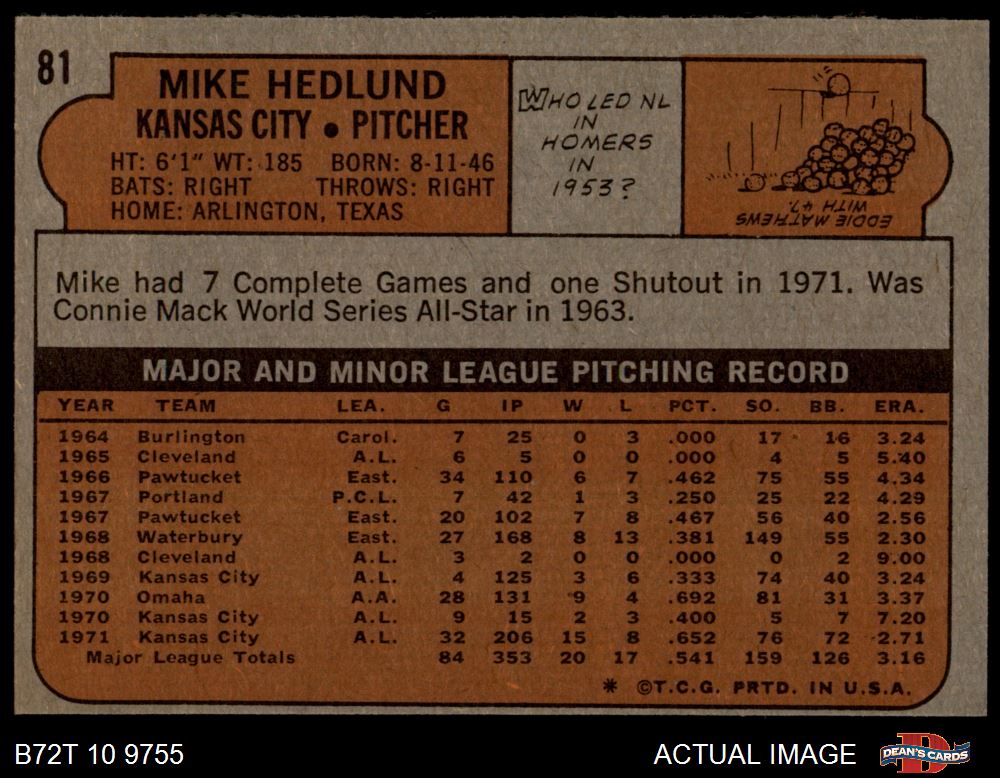 81
MIKE HEDLUND
KANSAS CITY • PITCHER
HT: 6'1" WT: 185 BORN: 8-11-46
BATS: RIGHT THROWS: RIGHT
HOME: ARLINGTON, TEXAS
WHO LED NL
IN
HOMERS
IN
1953?
EDDIE MATHEWS
WITH 47.
Mike had 7 Complete Games and one Shutout in 1971. Was
Connie Mack World Series All-Star in 1963.
MAJOR AND MINOR LEAGUE PITCHING RECORD
YEAR TEAM LEA. G IP W L PCT. SO. BB. ERA.
1964 Burlington Carol. 7 25 0 3 .000 17 16 3.24
1965 Cleveland A.L. 6 5 0 0 .000 4 5 5.40
1966 Pawtucket East. 34 110 6 7 .462 75 55 4.34
1967 Portland P.C.L. 7 42 1 3 .250 25 22 4.29
1967 Pawtucket East. 20 102 7 8 .467 56 40 2.56
1968 Waterbury East. 27 168 8 13 .381 149 55 2.30
1968 Cleveland A.L. 3 2 0 0 .000 0 2 9.00
1969 Kansas City A.L. 4 125 3 6 .333 74 40 3.24
1970 Omaha A.A. 28 131 9 4 .692 81 31 3.37
1970 Kansas City A.L. 9 15 2 3 .400 5 7 7.20
1971 Kansas City A.L. 32 206 15 8 .652 76 72 2.71
Major League Totals 84 353 20 17 .541 159 126 3.16
* ©T.C.G. PRTD. IN U.S.A.
B72T 10 9755
ACTUAL IMAGE
DEAN'S CARDS